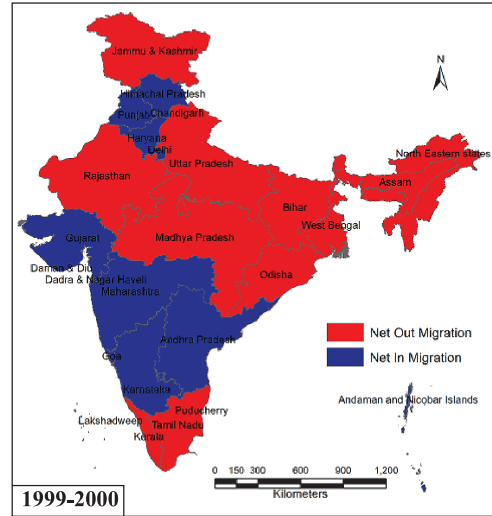 Jammu & Kashmir
N
Himachal Pradesh
Punjab
Chandigarh
Haryana
Delhi
North Eastern states
Uttar Pradesh
Rajasthan
Assam
Bihar
West Bengal
Gujarat
Madhya Pradesh
Daman & Diu
Odisha
Dadra & Nagar Haveli
Maharashtra
Net Out Migration
Andhra Pradesh
Goa
Net In Migration
Karnataka
Andaman and Nicobar Islands
Puducherry
Lakshadweep
Tamil Nadu
Kerala
0 150 300 600 900 1,200
Kilometers
1999-2000